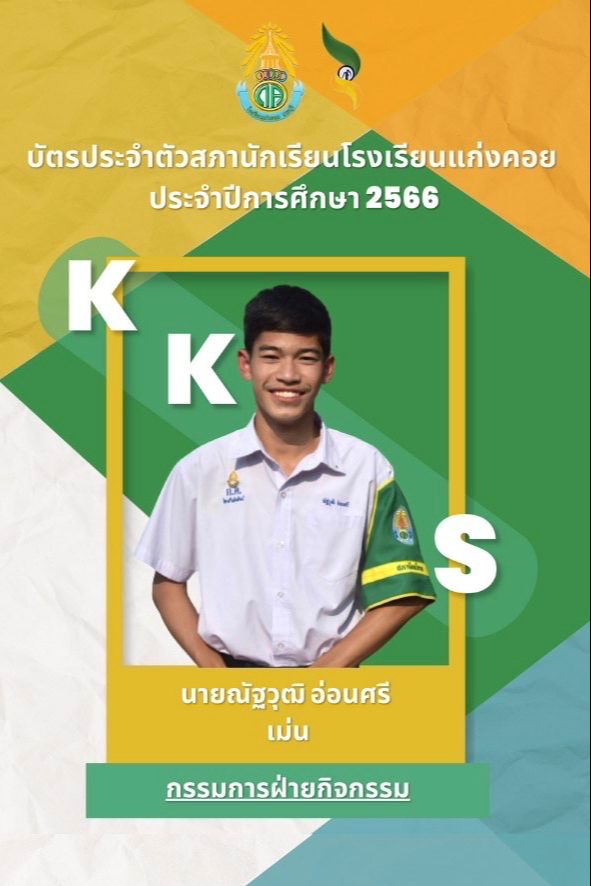 บัตรประจำตัวสภานักเรียนโรงเรียนแก่งคอย
ประจำปีการศึกษา 2566
K
K
S
นายณัฐวุฒิ อ่อนศรี
เม่น
กรรมการฝ่ายกิจกรรม